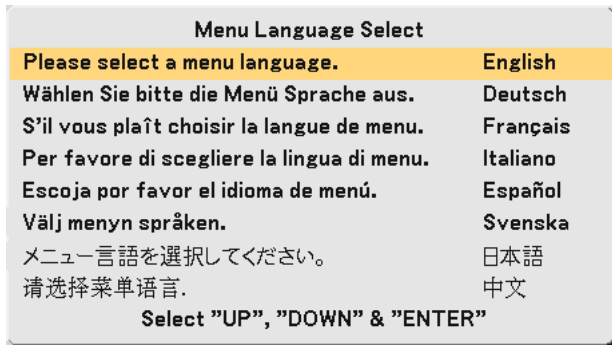 Menu Language Select
Please select a menu language. English
Wählen Sie bitte die Menü Sprache aus. Deutsch
S'il vous plaît choisir la langue de menu. Français
Per favore di scegliere la lingua di menu. Italiano
Escoja por favor el idioma de menú. Español
Välj menyn språken. Svenska
メニュー言語を選択してください。 日本語
请选择菜单语言. 中文
Select "UP", "DOWN" & "ENTER"